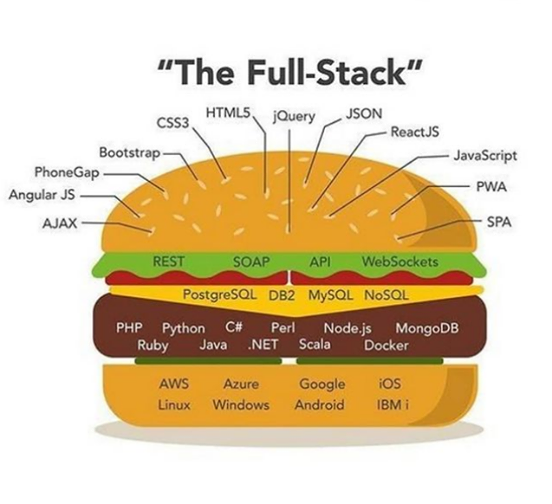 “The Full-Stack”
HTML5 jQuery JSON
CSS3 ReactJS
Bootstrap JavaScript
PhoneGap PWA
Angular JS
AJAX SPA
REST SOAP API WebSockets
PostgreSQL DB2 MySQL NoSQL
PHP Python C# Perl Node.js MongoDB
Ruby Java .NET Scala Docker
AWS Azure Google iOS
Linux Windows Android IBM i